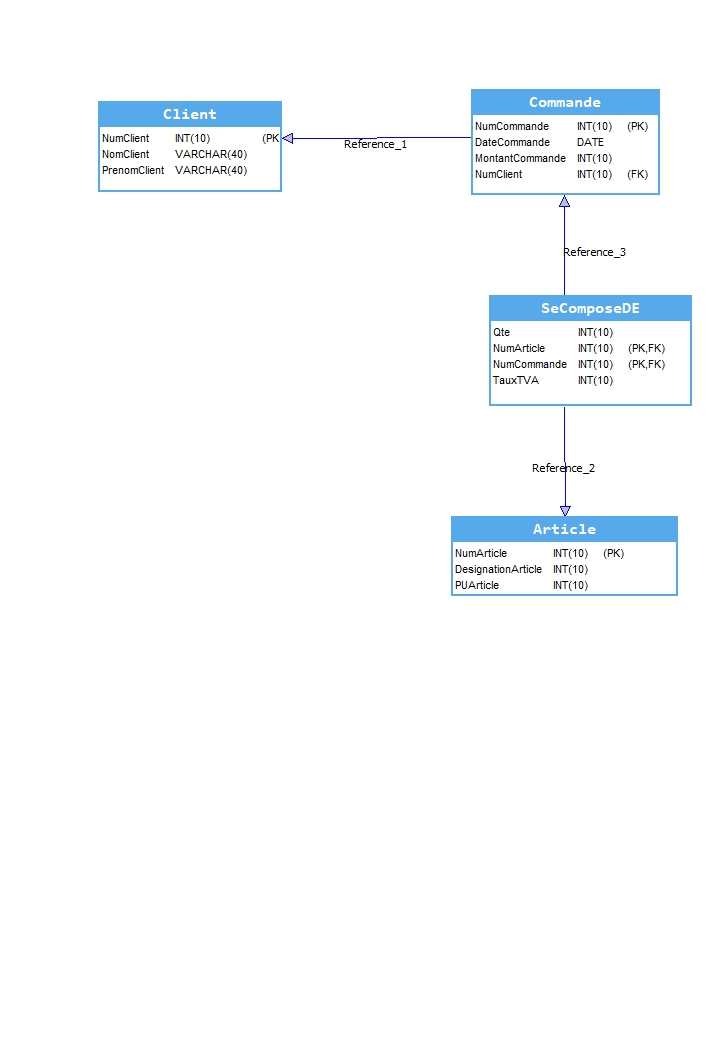 Client
NumClient INT(10) (PK
NomClient VARCHAR(40)
PrenomClient VARCHAR(40)
Reference_1
Commande
NumCommande INT(10) (PK)
DateCommande DATE
MontantCommande INT(10)
NumClient INT(10) (FK)
Reference_3
SeComposeDE
Qte INT(10)
NumArticle INT(10) (PK,FK)
NumCommande INT(10) (PK,FK)
TauxTVA INT(10)
Reference_2
Article
NumArticle INT(10) (PK)
DesignationArticle INT(10)
PUArticle INT(10)